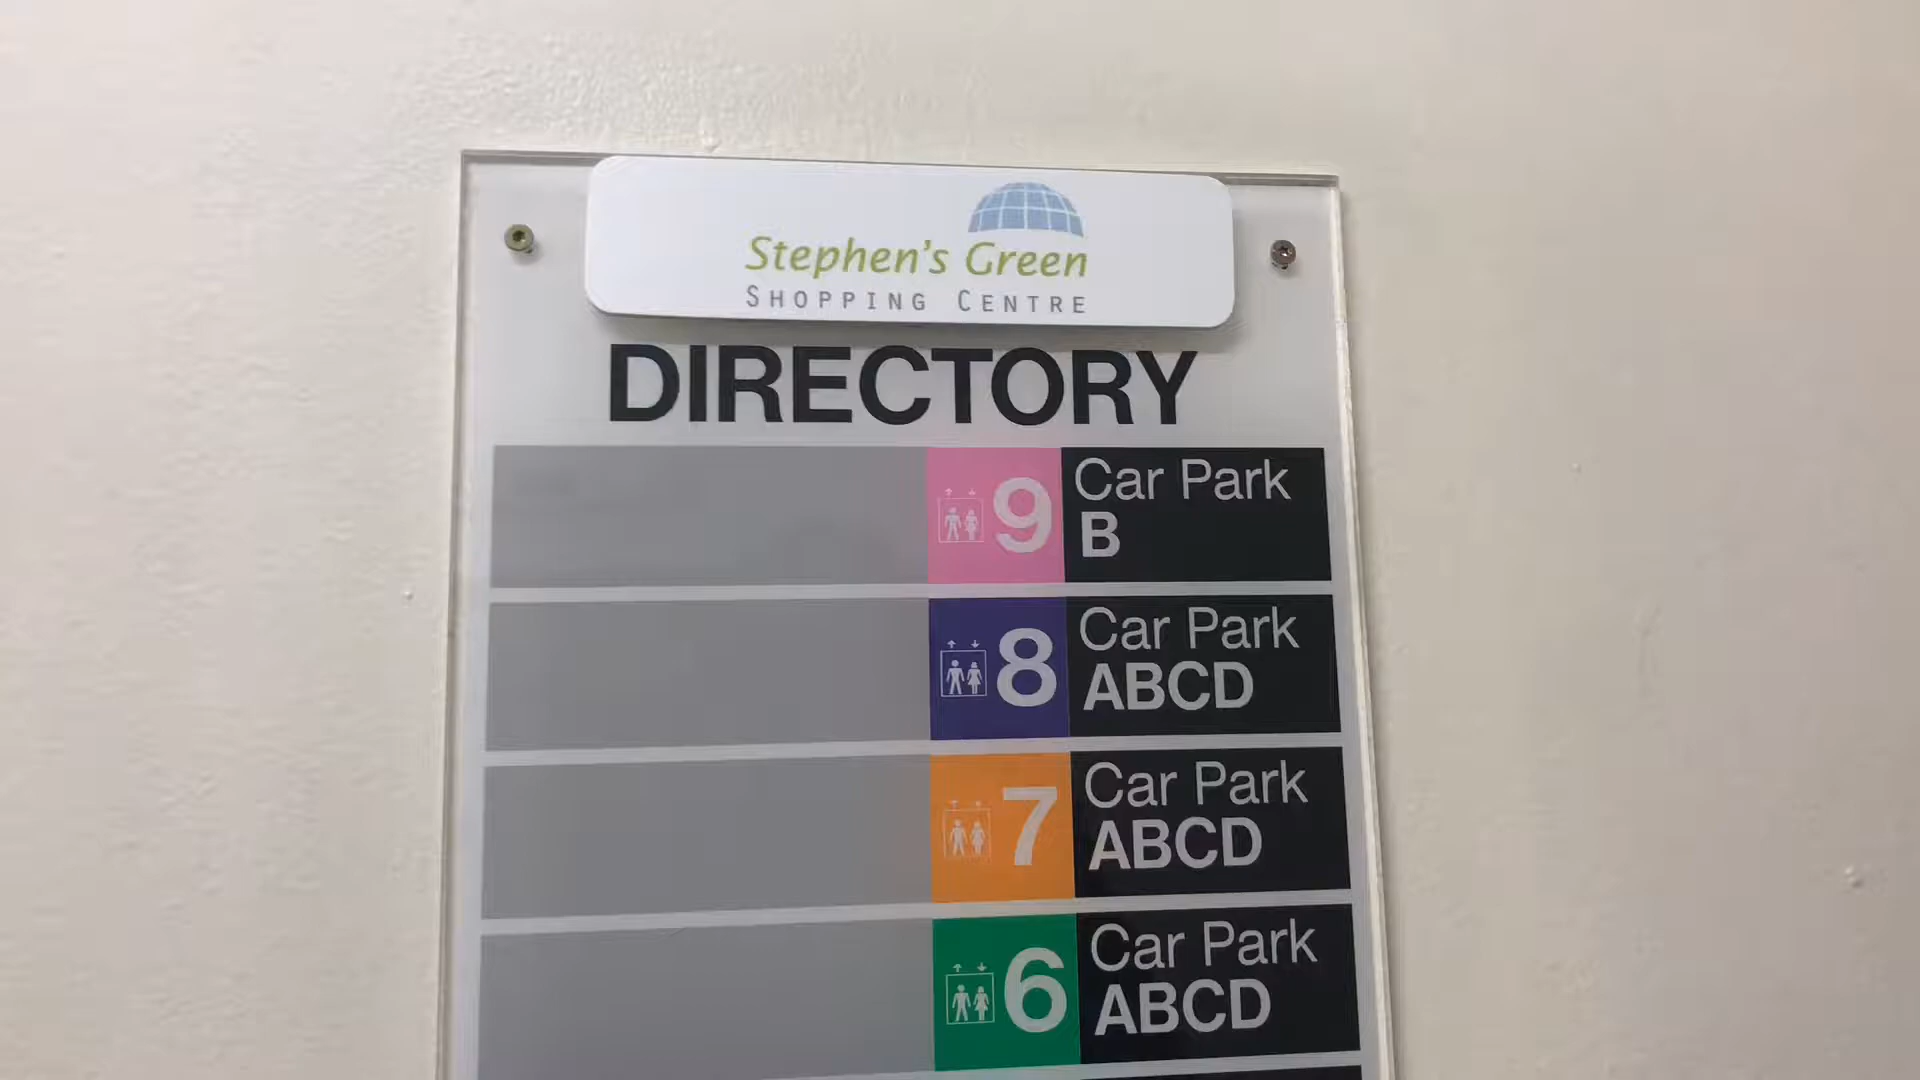 Stephen's Green
SHOPPING CENTRE
DIRECTORY
9 Car Park
B
8 Car Park
ABCD
7 Car Park
ABCD
6 Car Park
ABCD